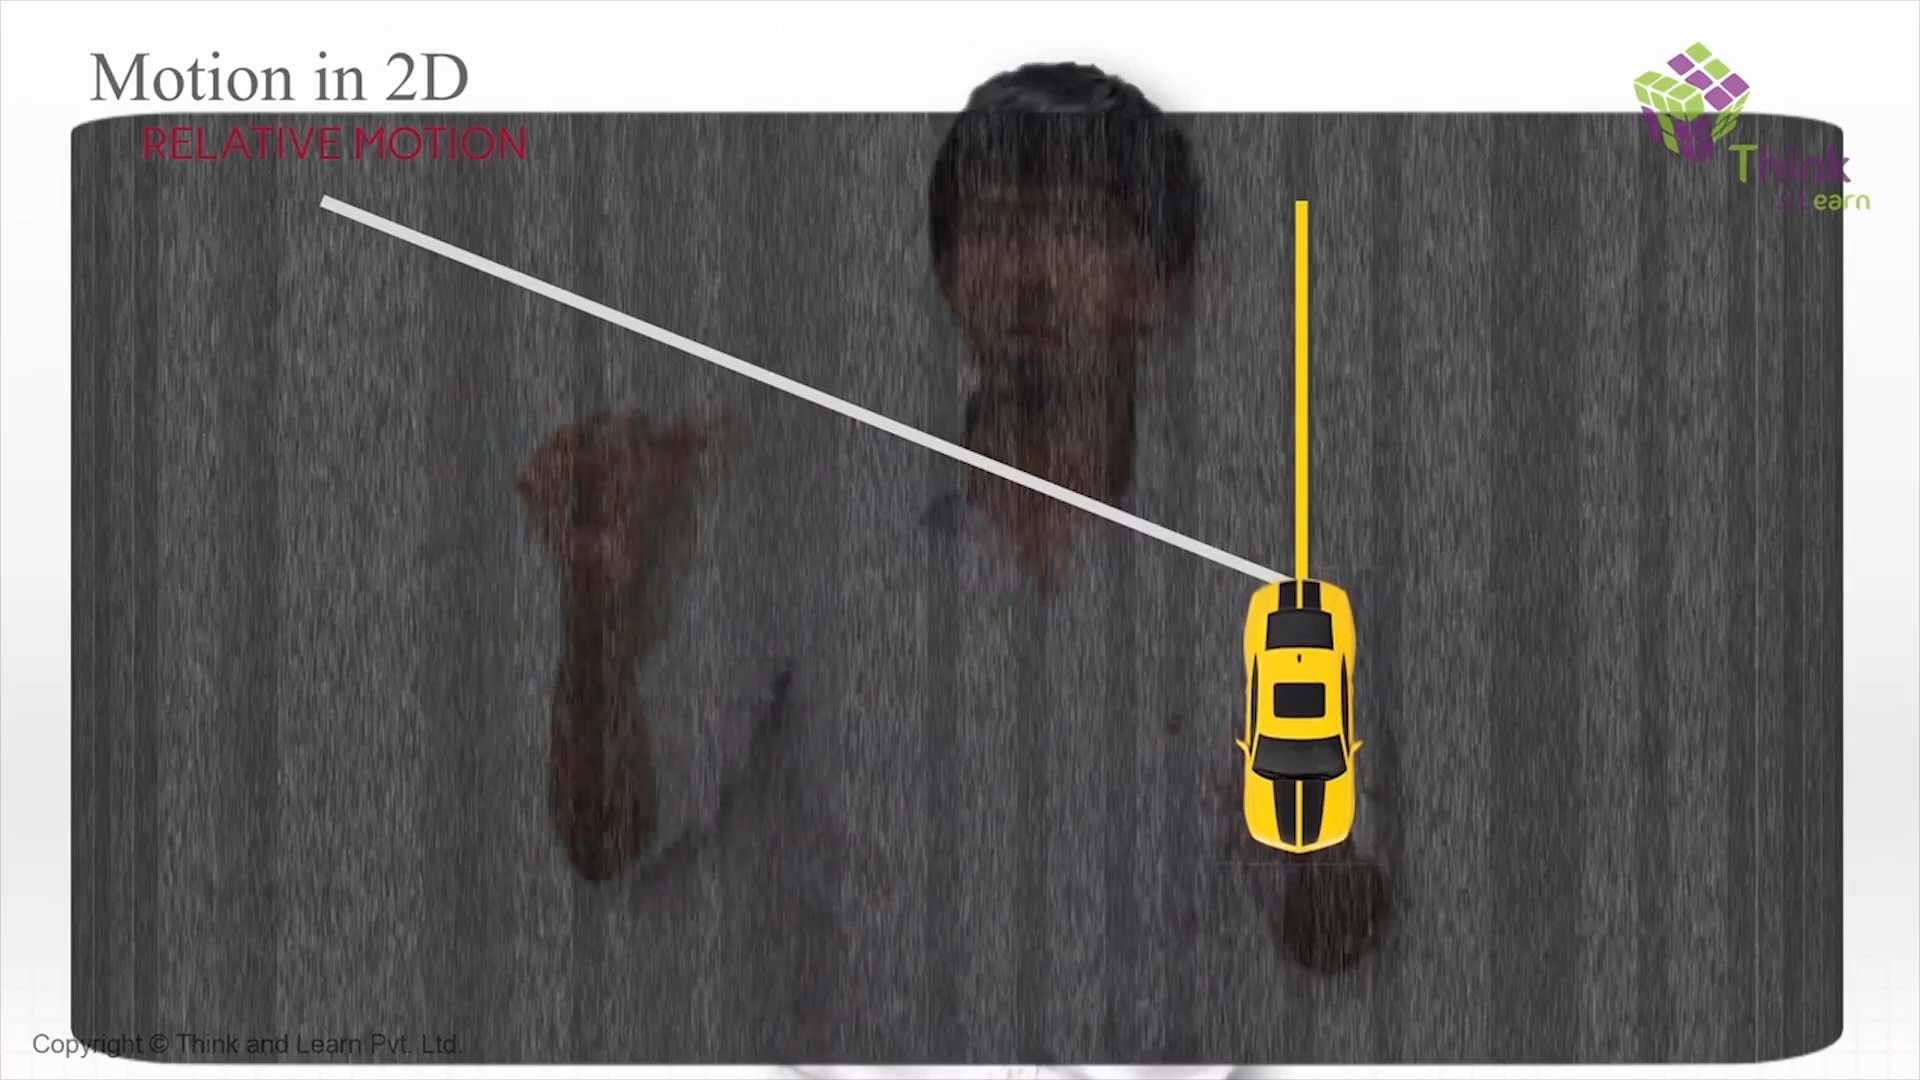 Motion in 2D
RELATIVE MOTION
Think
& Learn
Copyright © Think and Learn Pvt. Ltd.